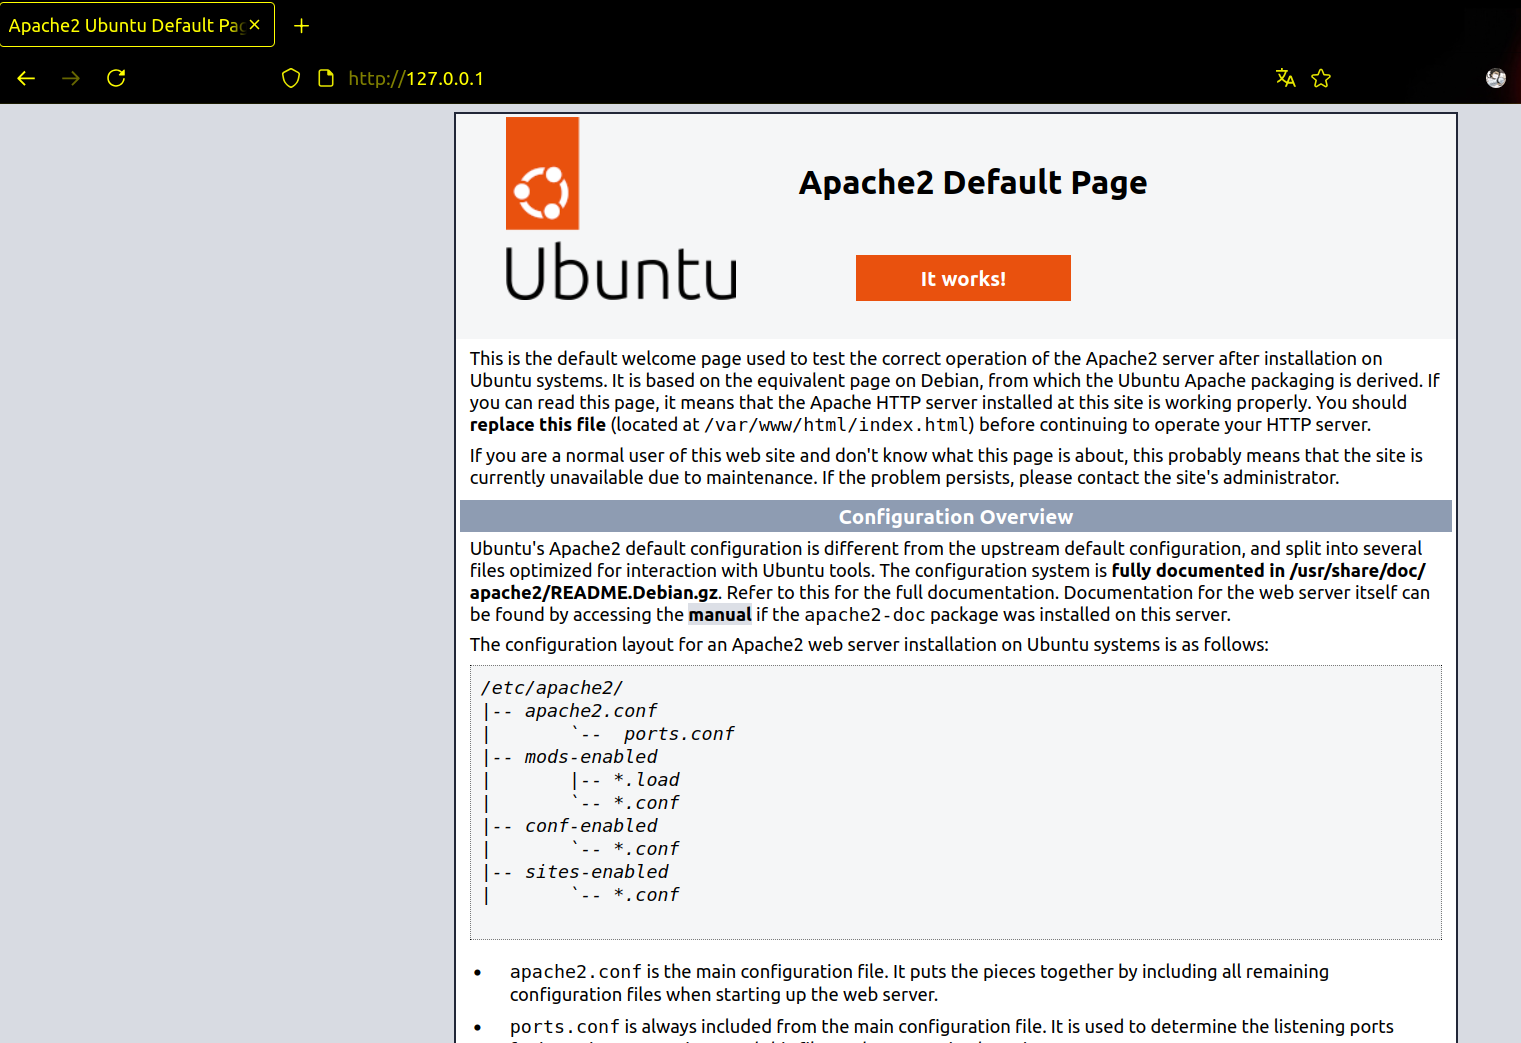 Apache2 Ubuntu Default Pag
http://127.0.0.1
Ubuntu
Apache2 Default Page
It works!
This is the default welcome page used to test the correct operation of the Apache2 server after installation on
Ubuntu systems. It is based on the equivalent page on Debian, from which the Ubuntu Apache packaging is derived. If
you can read this page, it means that the Apache HTTP server installed at this site is working properly. You should
replace this file (located at /var/www/html/index.html) before continuing to operate your HTTP server.
If you are a normal user of this web site and don't know what this page is about, this probably means that the site is
currently unavailable due to maintenance. If the problem persists, please contact the site's administrator.
Configuration Overview
Ubuntu's Apache2 default configuration is different from the upstream default configuration, and split into several
files optimized for interaction with Ubuntu tools. The configuration system is fully documented in /usr/share/doc/
apache2/README.Debian.gz. Refer to this for the full documentation. Documentation for the web server itself can
be found by accessing the manual if the apache2-doc package was installed on this server.
The configuration layout for an Apache2 web server installation on Ubuntu systems is as follows:
/etc/apache2/
|-- apache2.conf
|       `--  ports.conf
|-- mods-enabled
|       |-- *.load
|       `-- *.conf
|-- conf-enabled
|       `-- *.conf
|-- sites-enabled
|       `-- *.conf
• apache2.conf is the main configuration file. It puts the pieces together by including all remaining
configuration files when starting up the web server.
• ports.conf is always included from the main configuration file. It is used to determine the listening ports